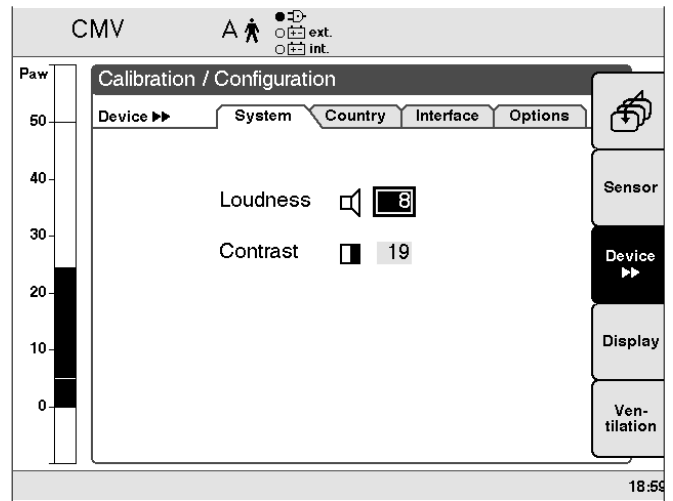 CMV
A
ext.
int.
Paw
Calibration / Configuration
Device ▶▶
System
Country
Interface
Options
50
40
30
20
10
0
Loudness 8
Contrast 19
Sensor
Device
▶▶
Display
Ven-
tilation
18:59